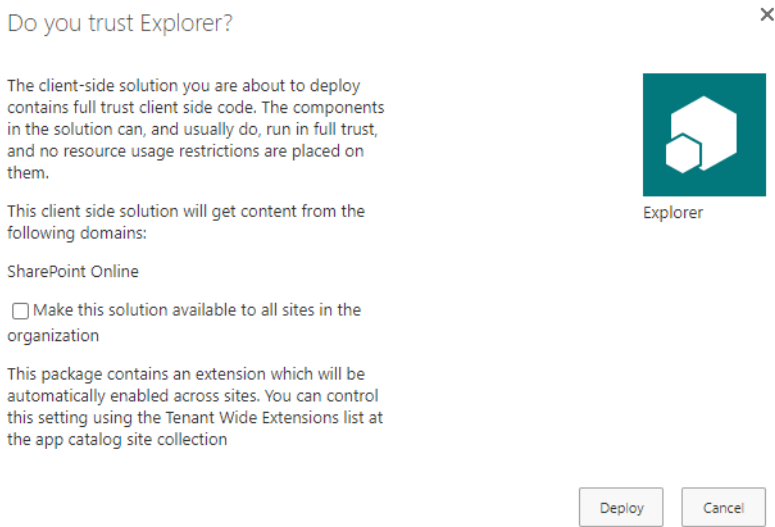 Do you trust Explorer?
The client-side solution you are about to deploy
contains full trust client side code. The components
in the solution can, and usually do, run in full trust,
and no resource usage restrictions are placed on
them.
This client side solution will get content from the
following domains:
SharePoint Online
Make this solution available to all sites in the
organization
This package contains an extension which will be
automatically enabled across sites. You can control
this setting using the Tenant Wide Extensions list at
the app catalog site collection
Explorer
Deploy
Cancel